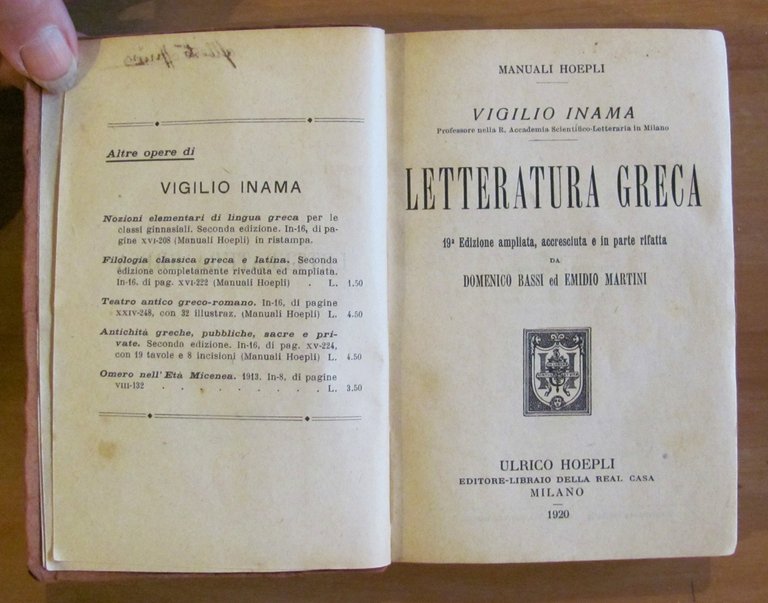 Altre opere di
VIGILIO INAMA
Nozioni elementari di lingua greca per le
classi ginnasiali. Seconda edizione. In-16, di pa-
gine XVI-208 (Manuali Hoepli) in ristampa.
Filologia classica greca e latina. Seconda
edizione completamente riveduta ed ampliata.
In-16. di pag. XVI-222 (Manuali Hoepli) . L. 1.50
Teatro antico greco-romano. In-16, di pagine
XXIV-248, con 32 illustraz. (Manuali Hoepli) L. 4.50
Antichità greche, pubbliche, sacre e pri-
vate. Seconda edizione. In-16, di pag. XV-224,
con 19 tavole e 8 incisioni (Manuali Hoepli) L. 4.50
Omero nell'Età Micenea. 1913. In-8, di pagine
VIII-132 . . . . . . . . . L. 3.50
MANUALI HOEPLI
VIGILIO INAMA
Professore nella R. Accademia Scientifico-Letteraria in Milano
LETTERATURA GRECA
19ª Edizione ampliata, accresciuta e in parte rifatta
DA
DOMENICO BASSI ed EMIDIO MARTINI
ULRICO HOEPLI
EDITORE-LIBRAIO DELLA REAL CASA
MILANO
1920